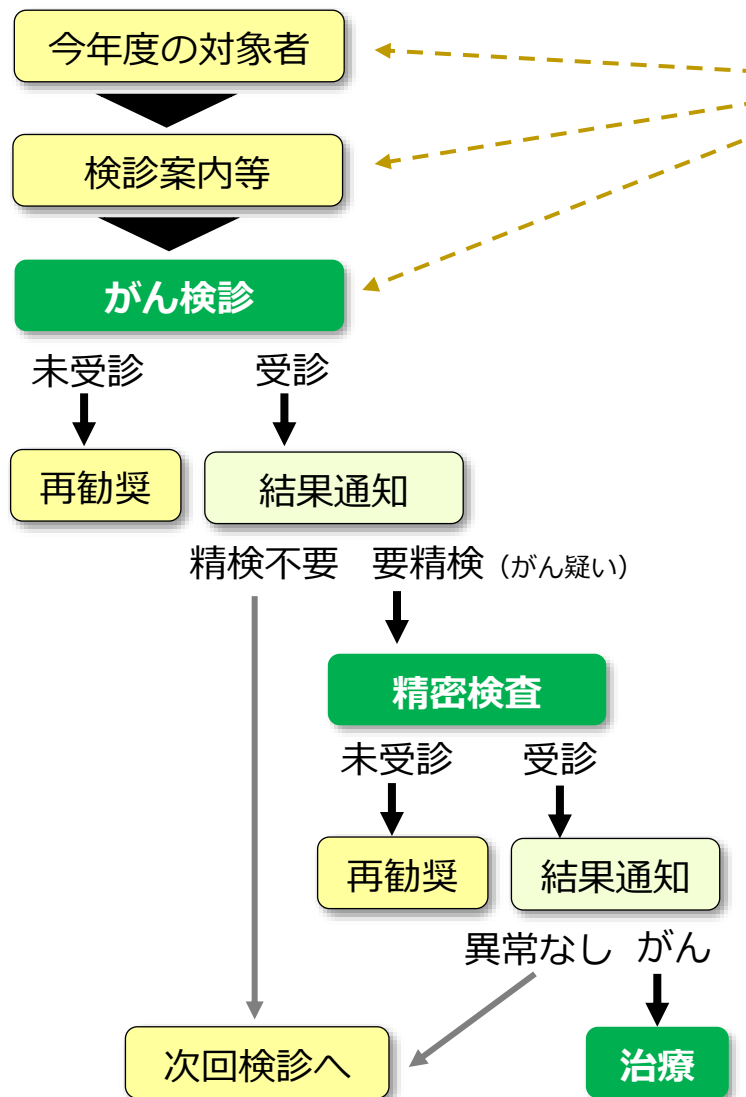 今年度の対象者
検診案内等
がん検診
未受診 受診
再勧奨 結果通知
精検不要 要精検（がん疑い）
精密検査
未受診 受診
再勧奨 結果通知
異常なし がん
次回検診へ 治療